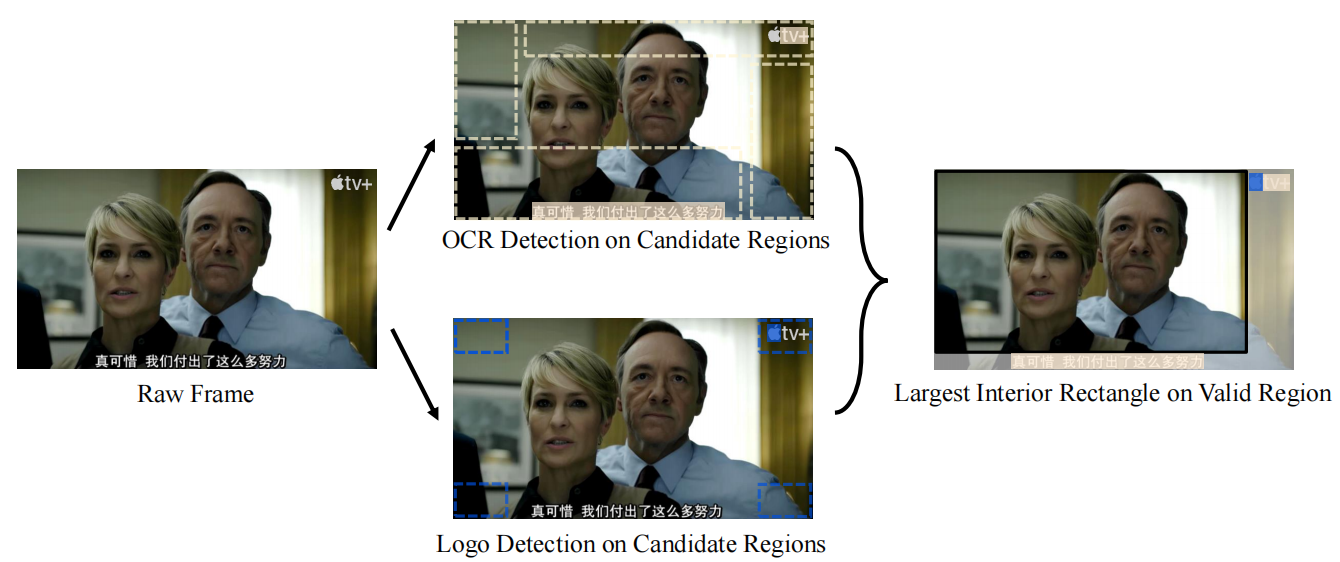 tv+
真可惜 我们付出了这么多努力
OCR Detection on Candidate Regions
tv+
真可惜 我们付出了这么多努力
Raw Frame
tv+
真可惜 我们付出了这么多努力
Largest Interior Rectangle on Valid Region
tv+
真可惜 我们付出了这么多努力
Logo Detection on Candidate Regions